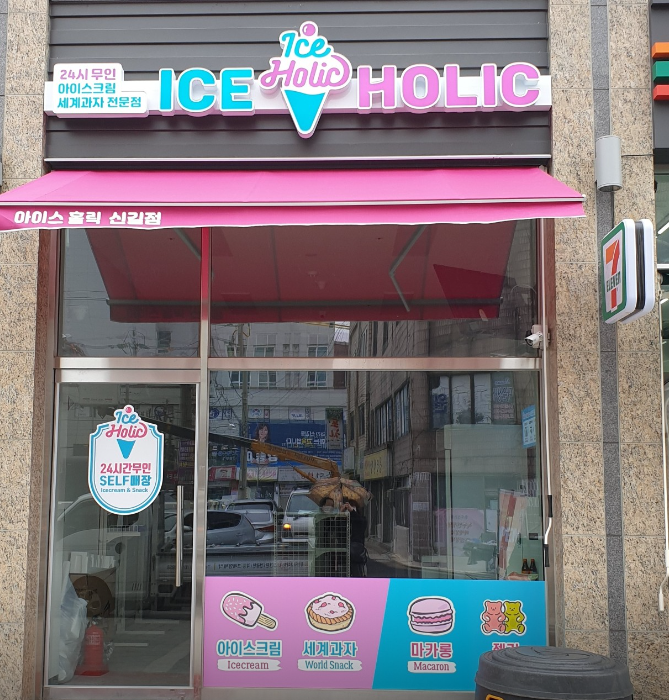 24시 무인
아이스크림
세계과자 전문점
ICE
Ice
Holic
HOLIC
아이스 홀릭 신길점
7
ELEVEN
Ice
Holic
24시간무인
SELF매장
Icecream & Snack
아이스크림
Icecream
세계과자
World Snack
마카롱
Macaron